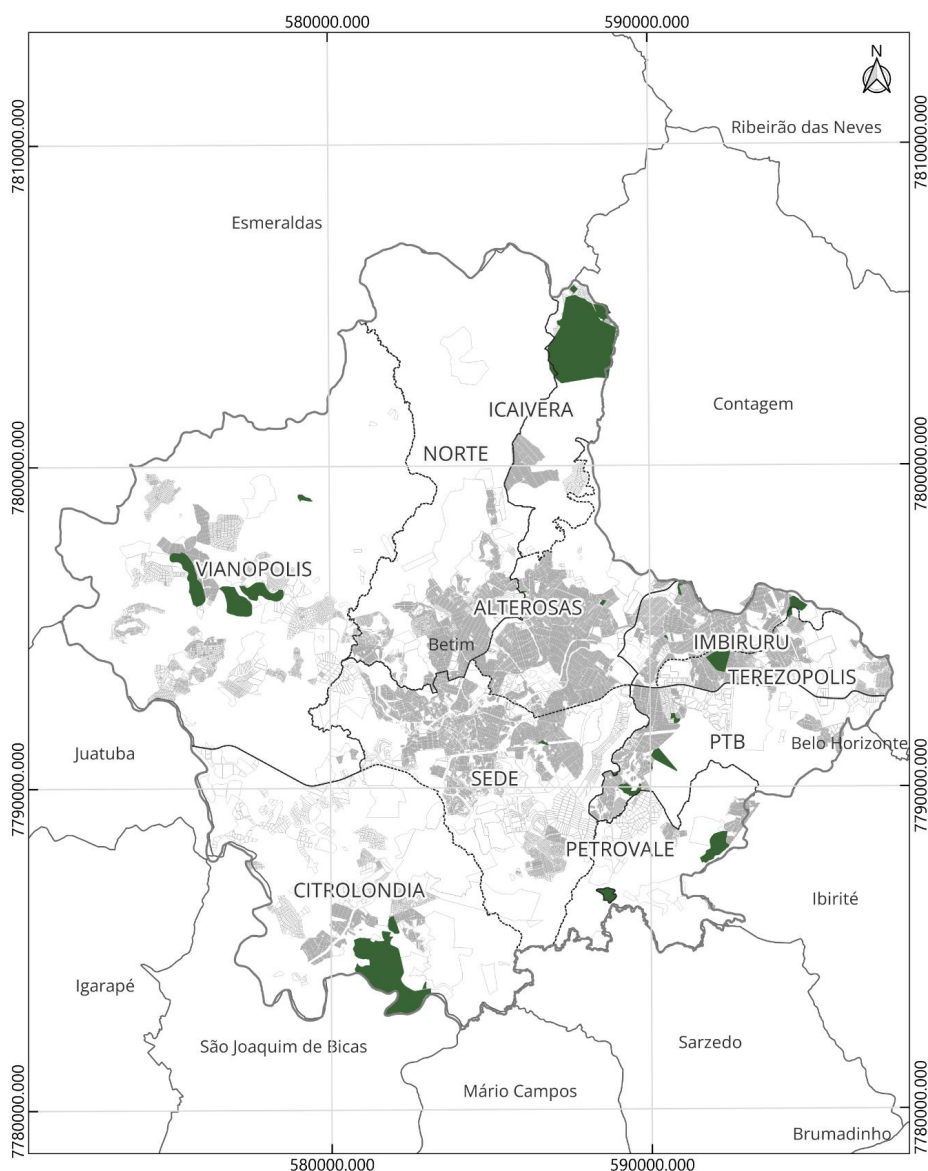 580000.000
590000.000
N
7810000.000
7810000.000
Ribeirão das Neves
Esmeraldas
ICAIVERA
Contagem
NORTE
7800000.000
7800000.000
VIANOPOLIS
ALTEROSAS
Betim
IMBIRURU
TEREZOPOLIS
Juatuba
PTB
Belo Horizonte
SEDE
7790000.000
7790000.000
PETROVALE
CITROLONDIA
Ibirité
Igarapé
São Joaquim de Bicas
Sarzedo
Mário Campos
7780000.000
7780000.000
Brumadinho
580000.000
590000.000